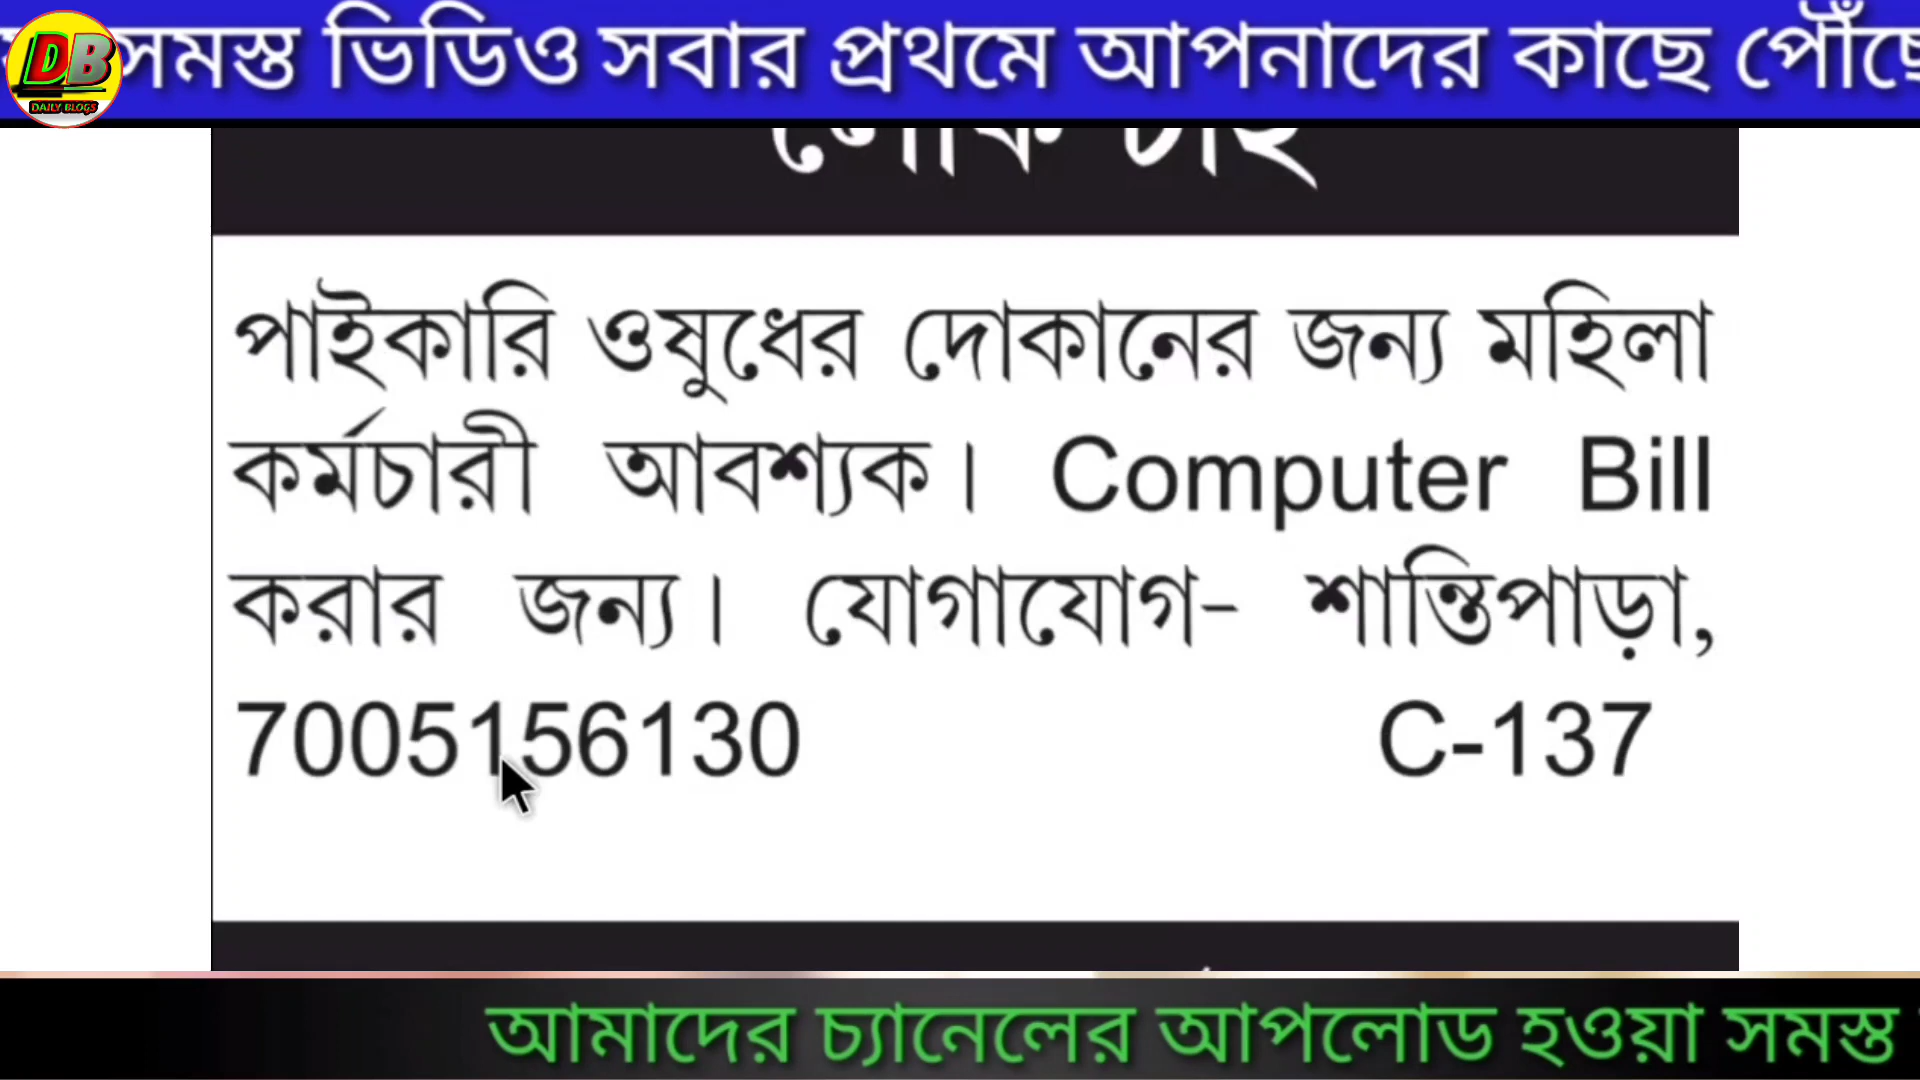 সমস্ত ভিডিও সবার প্রথমে আপনাদের কাছে
DB
DAILY BLOGS
লোক চাই
পাইকারি ওষুধের দোকানের জন্য মহিলা
কর্মচারী আবশ্যক। Computer Bill
করার জন্য। যোগাযোগ- শান্তিপাড়া,
7005156130 C-137
আমাদের চ্যানেলের আপলোড হওয়া সমস্ত